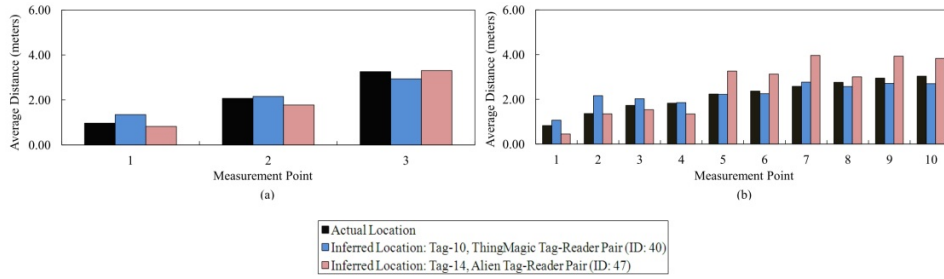 6.00
4.00
2.00
0.00
Average Distance (meters)
1 2 3
Measurement Point
(a)
6.00
4.00
2.00
0.00
Average Distance (meters)
1 2 3 4 5 6 7 8 9 10
Measurement Point
(b)
Actual Location
Inferred Location: Tag-10, ThingMagic Tag-Reader Pair (ID: 40)
Inferred Location: Tag-14, Alien Tag-Reader Pair (ID: 47)